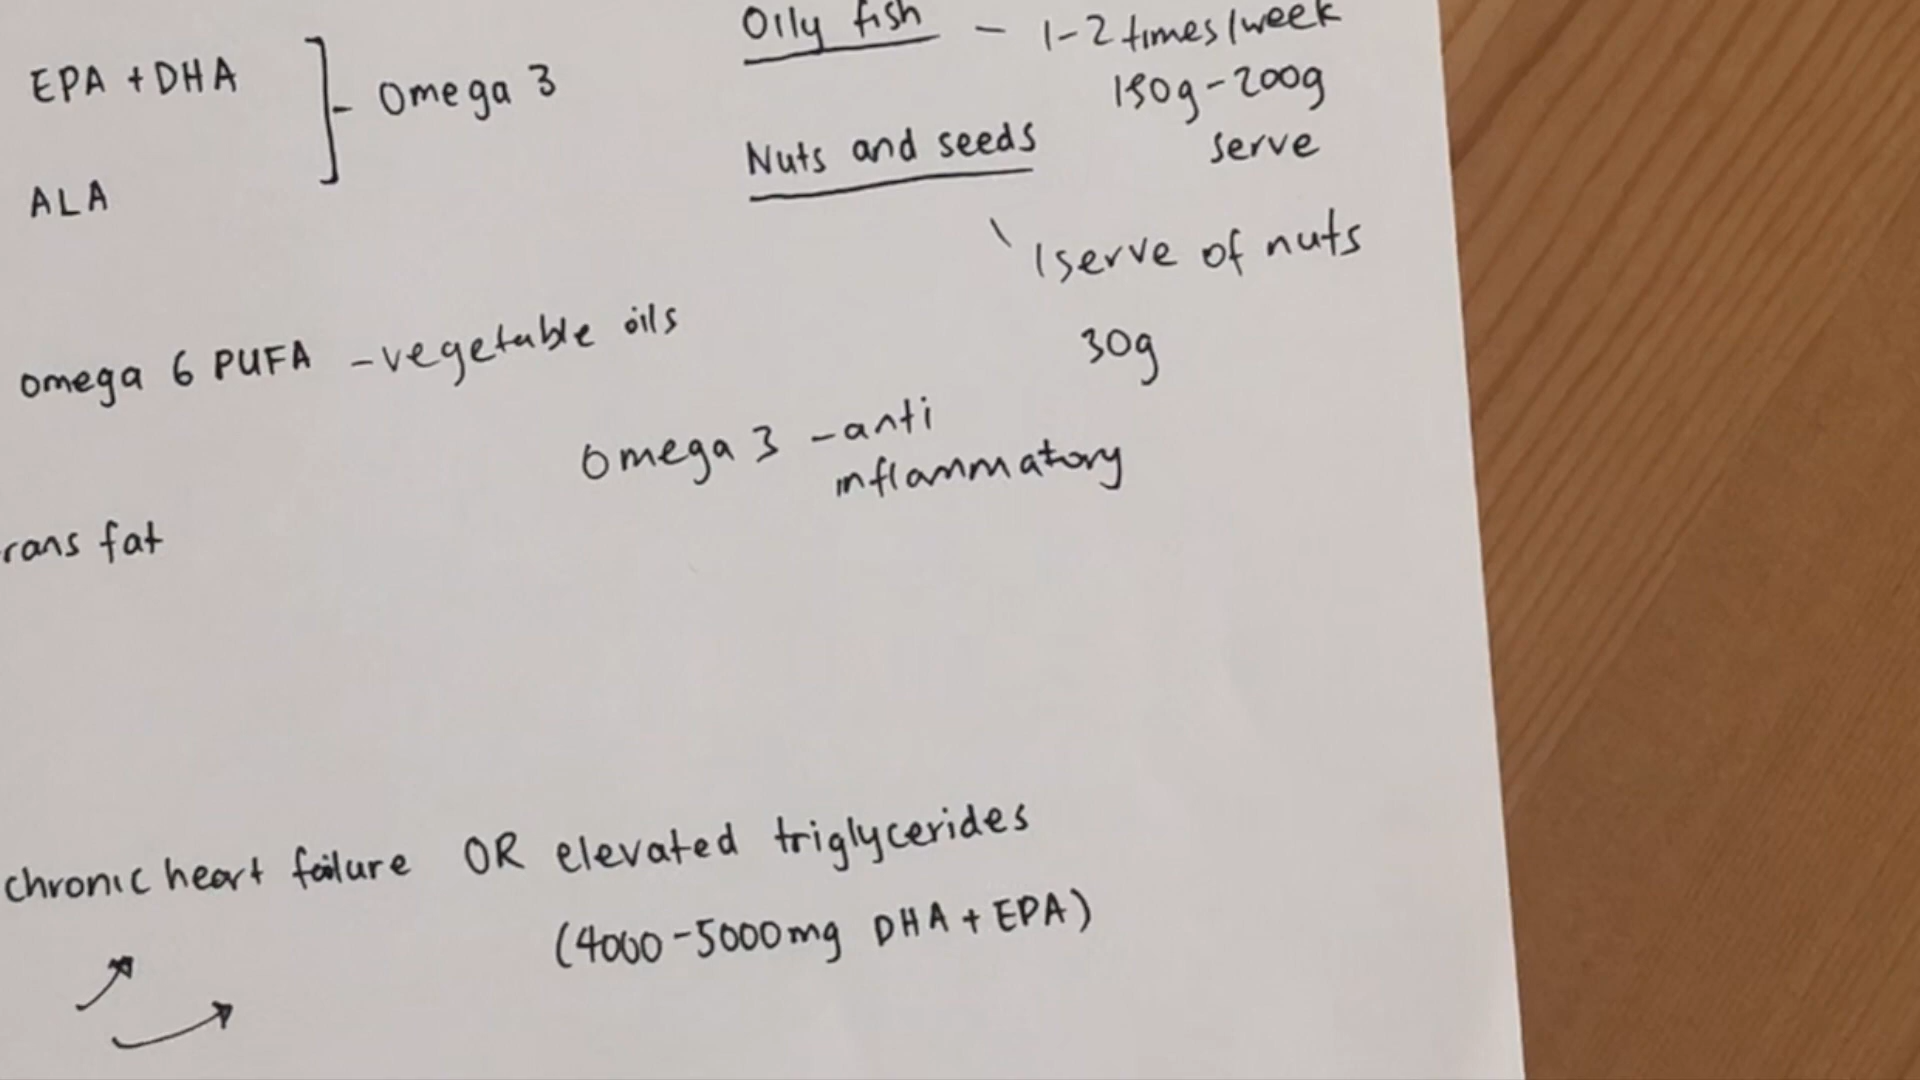 EPA + DHA
ALA
Omega 3
Oily fish - 1-2 times/week
150g-200g
serve
Nuts and seeds
1 serve of nuts
30g
omega 6 PUFA - vegetable oils
Omega 3 - anti
inflammatory
rans fat
chronic heart failure OR elevated triglycerides
(4000-5000mg DHA + EPA)